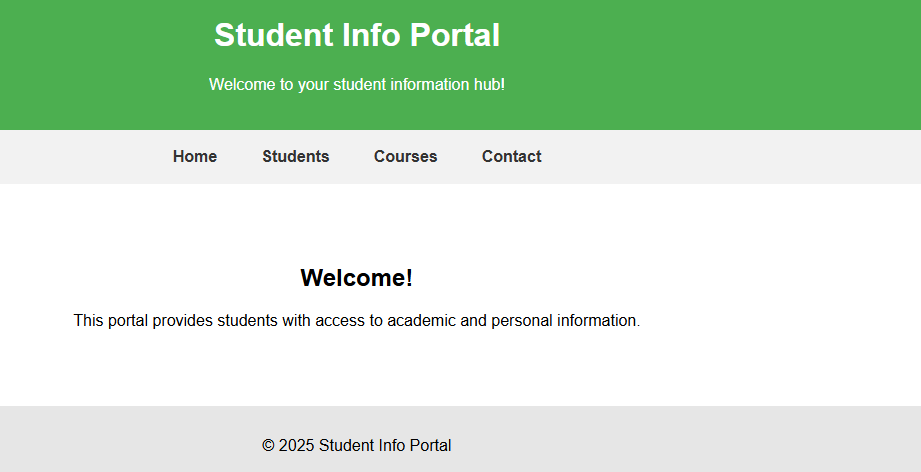 Student Info Portal
Welcome to your student information hub!
Home Students Courses Contact
Welcome!
This portal provides students with access to academic and personal information.
© 2025 Student Info Portal